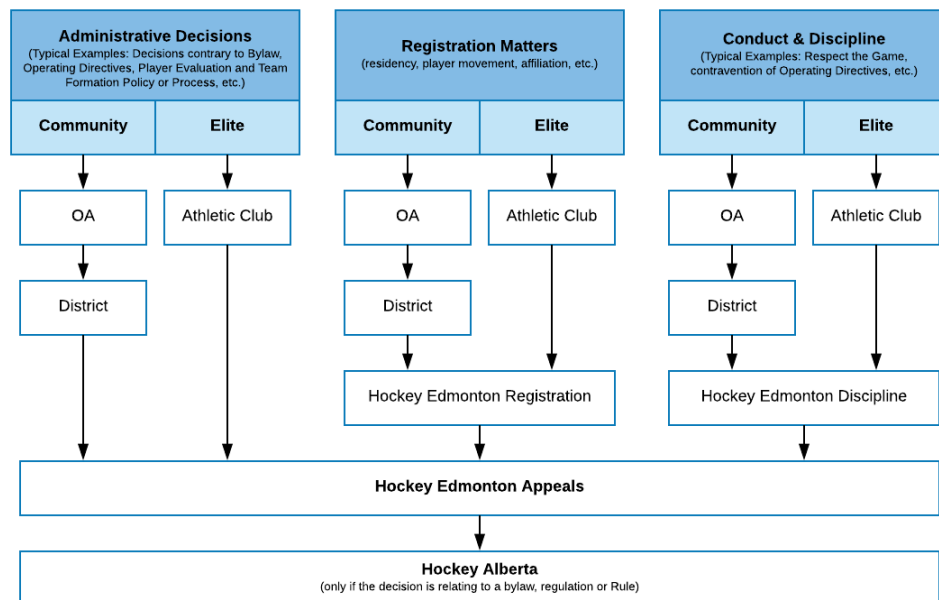 Administrative Decisions
(Typical Examples: Decisions contrary to Bylaw,
Operating Directives, Player Evaluation and Team
Formation Policy or Process, etc.)
Registration Matters
(residency, player movement, affiliation, etc.)
Conduct & Discipline
(Typical Examples: Respect the Game,
contravention of Operating Directives, etc.)
Community
Elite
Community
Elite
Community
Elite
OA
Athletic Club
OA
Athletic Club
OA
Athletic Club
District
District
District
Hockey Edmonton Registration
Hockey Edmonton Discipline
Hockey Edmonton Appeals
Hockey Alberta
(only if the decision is relating to a bylaw, regulation or Rule)